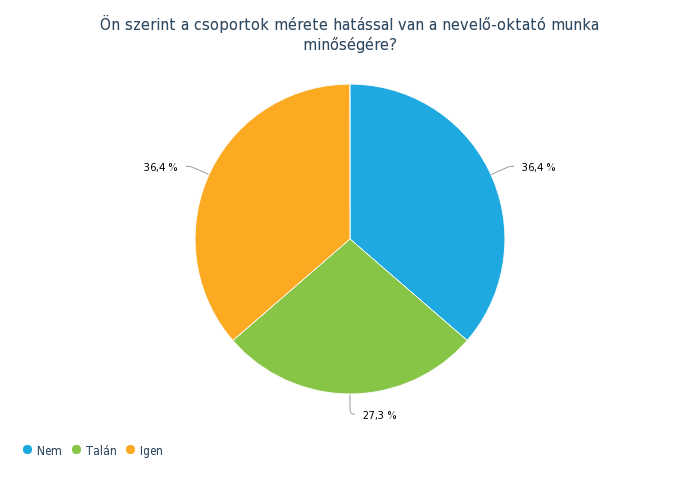 Ön szerint a csoportok mérete hatással van a nevelő-oktató munka
minőségére?
36,4 %
36,4 %
27,3 %
Nem
Talán
Igen